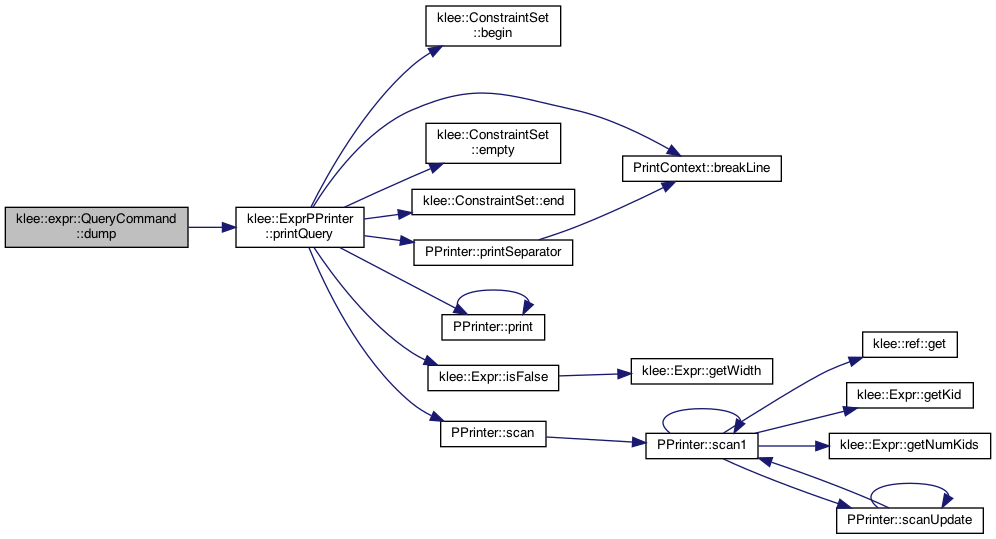 klee::ConstraintSet
::begin
klee::ConstraintSet
::empty
PrintContext::breakLine
klee::ConstraintSet::end
klee::expr::QueryCommand
::dump
klee::ExprPPrinter
::printQuery
PPrinter::printSeparator
PPrinter::print
klee::ref::get
klee::Expr::isFalse
klee::Expr::getWidth
klee::Expr::getKid
PPrinter::scan
PPrinter::scan1
klee::Expr::getNumKids
PPrinter::scanUpdate